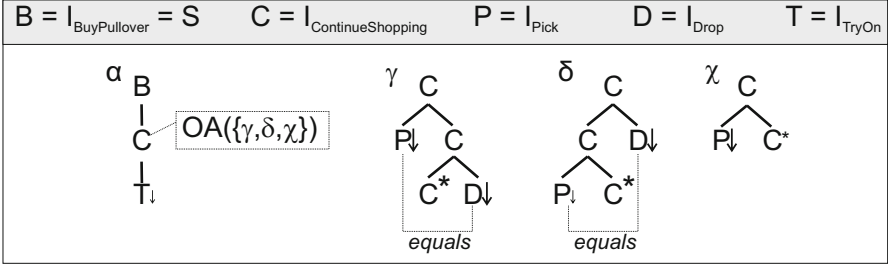 B = I_BuyPullover = S C = I_ContinueShopping P = I_Pick D = I_Drop T = I_TryOn
α B γ C δ C χ C
C OA({γ,δ,χ}) P↓ C C D↓ P↓ C*
T↓ C* D↓ P↓ C*
equals equals